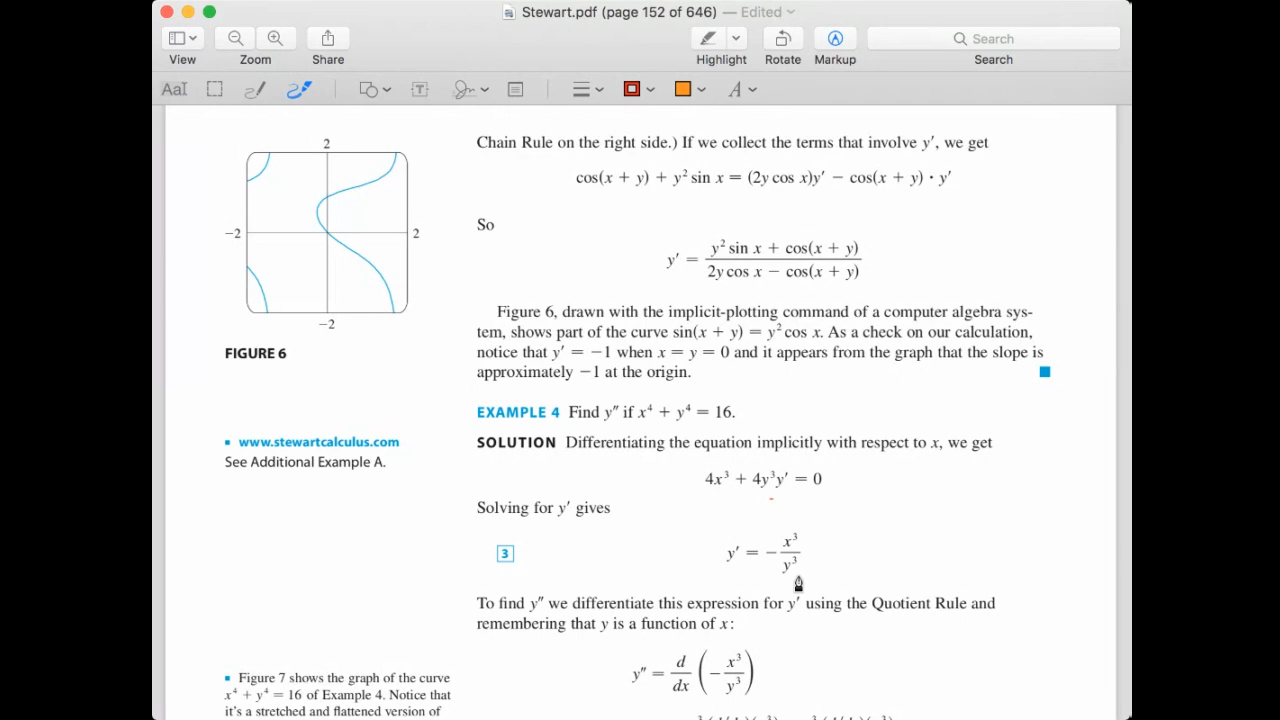 Stewart.pdf (page 152 of 646) — Edited
Search
View
Zoom
Share
Highlight
Rotate
Markup
Search
AaI
T
A
2
−2
2
−2
FIGURE 6
Chain Rule on the right side.) If we collect the terms that involve y′, we get
cos(x + y) + y² sin x = (2y cos x)y′ − cos(x + y) · y′
So
y′ = (y² sin x + cos(x + y)) / (2y cos x − cos(x + y))
Figure 6, drawn with the implicit-plotting command of a computer algebra sys-
tem, shows part of the curve sin(x + y) = y² cos x. As a check on our calculation,
notice that y′ = −1 when x = y = 0 and it appears from the graph that the slope is
approximately −1 at the origin.
EXAMPLE 4 Find y″ if x⁴ + y⁴ = 16.
www.stewartcalculus.com
See Additional Example A.
SOLUTION Differentiating the equation implicitly with respect to x, we get
4x³ + 4y³y′ = 0
Solving for y′ gives
3
y′ = − x³ / y³
To find y″ we differentiate this expression for y′ using the Quotient Rule and
remembering that y is a function of x:
y″ = d/dx (− x³ / y³)
Figure 7 shows the graph of the curve
x⁴ + y⁴ = 16 of Example 4. Notice that
it's a stretched and flattened version of